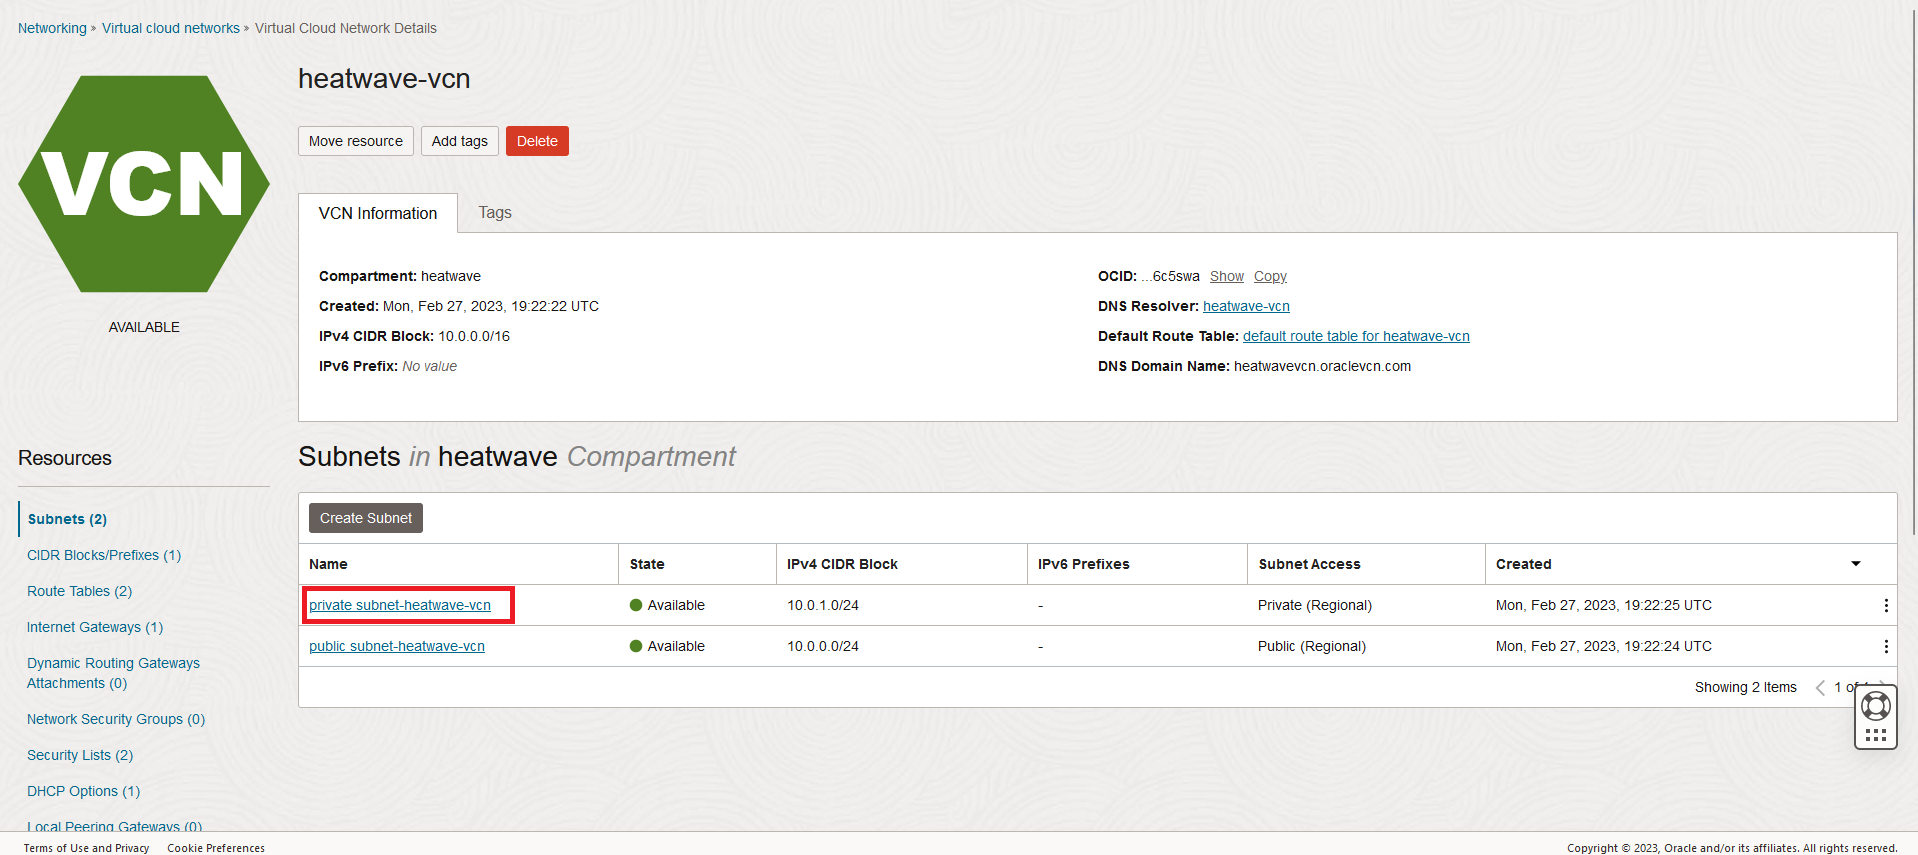 Networking » Virtual cloud networks » Virtual Cloud Network Details
VCN
AVAILABLE
heatwave-vcn
Move resource Add tags Delete
VCN Information Tags
Compartment: heatwave
Created: Mon, Feb 27, 2023, 19:22:22 UTC
IPv4 CIDR Block: 10.0.0.0/16
IPv6 Prefix: No value
OCID: ...6c5swa Show Copy
DNS Resolver: heatwave-vcn
Default Route Table: default route table for heatwave-vcn
DNS Domain Name: heatwavevcn.oraclevcn.com
Resources
Subnets (2)
CIDR Blocks/Prefixes (1)
Route Tables (2)
Internet Gateways (1)
Dynamic Routing Gateways
Attachments (0)
Network Security Groups (0)
Security Lists (2)
DHCP Options (1)
Local Peering Gateways (0)
Subnets in heatwave Compartment
Create Subnet
Name State IPv4 CIDR Block IPv6 Prefixes Subnet Access Created
private subnet-heatwave-vcn Available 10.0.1.0/24 - Private (Regional) Mon, Feb 27, 2023, 19:22:25 UTC
public subnet-heatwave-vcn Available 10.0.0.0/24 - Public (Regional) Mon, Feb 27, 2023, 19:22:24 UTC
Showing 2 Items 1 of
Terms of Use and Privacy Cookie Preferences
Copyright © 2023, Oracle and/or its affiliates. All rights reserved.